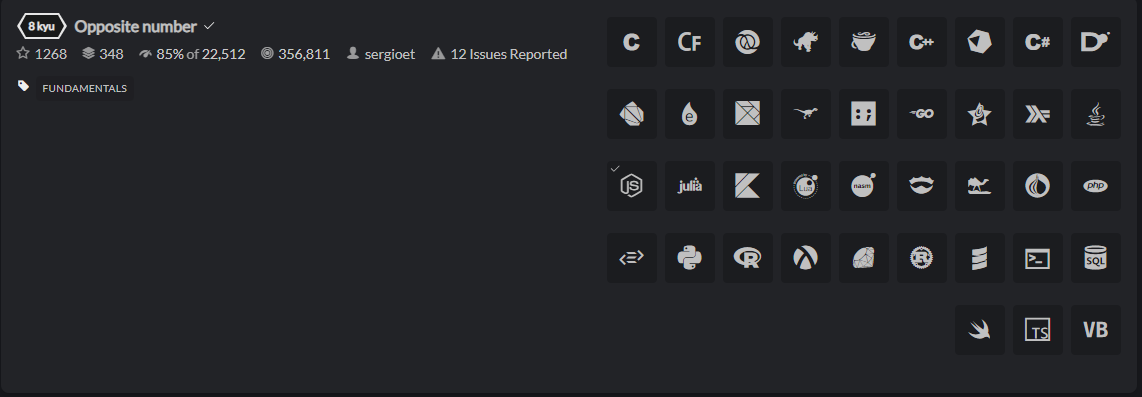 8 kyu Opposite number
1268 348 85% of 22,512 356,811 sergioet 12 Issues Reported
FUNDAMENTALS
C CF C++ C# D
e :; GO
JS julia Lua nasm php
R R >_ SQL
TS VB